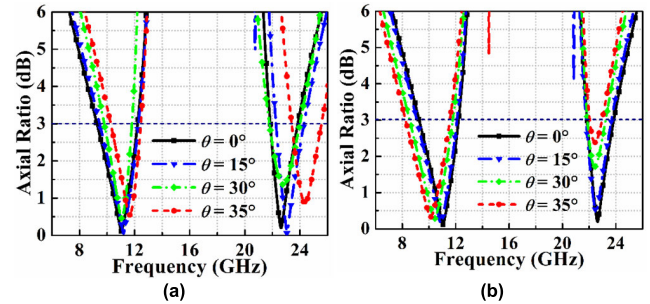 6
5
4
3
2
1
0
Axial Ratio (dB)
θ = 0°
θ = 15°
θ = 30°
θ = 35°
8 12 16 20 24
Frequency (GHz)
(a)
6
5
4
3
2
1
0
Axial Ratio (dB)
θ = 0°
θ = 15°
θ = 30°
θ = 35°
8 12 16 20 24
Frequency (GHz)
(b)